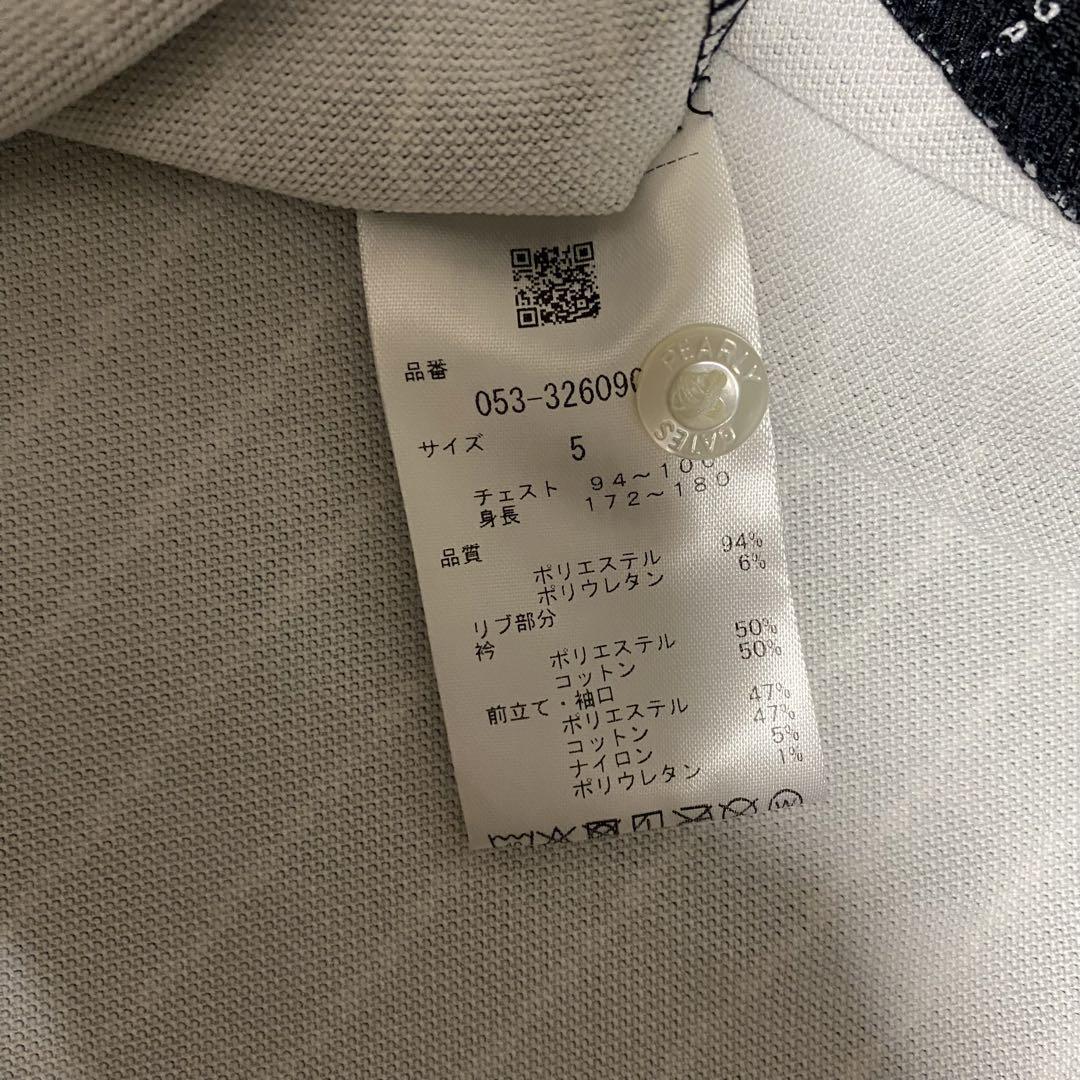 品番
053-32609
PEARLY GATES
サイズ 5
チェスト 94～100
身長 172～180
品質
ポリエステル 94%
ポリウレタン 6%
リブ部分
衿
ポリエステル 50%
コットン 50%
前立て・袖口
ポリエステル 47%
コットン 47%
ナイロン 5%
ポリウレタン 1%
W